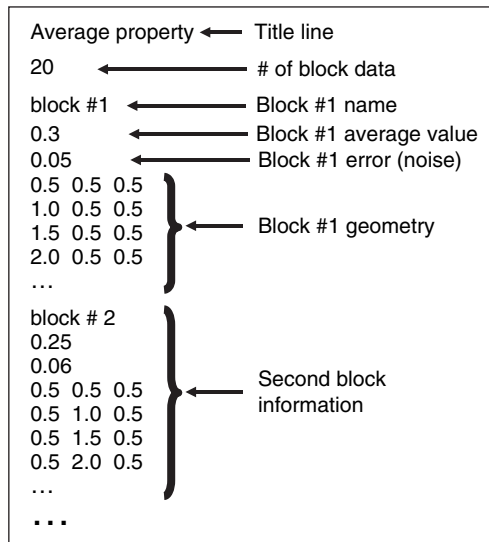 Average property Title line
20 # of block data
block #1 Block #1 name
0.3 Block #1 average value
0.05 Block #1 error (noise)
0.5 0.5 0.5
1.0 0.5 0.5
1.5 0.5 0.5 Block #1 geometry
2.0 0.5 0.5
...
block # 2
0.25
0.06
0.5 0.5 0.5 Second block
0.5 1.0 0.5 information
0.5 1.5 0.5
0.5 2.0 0.5
...
...